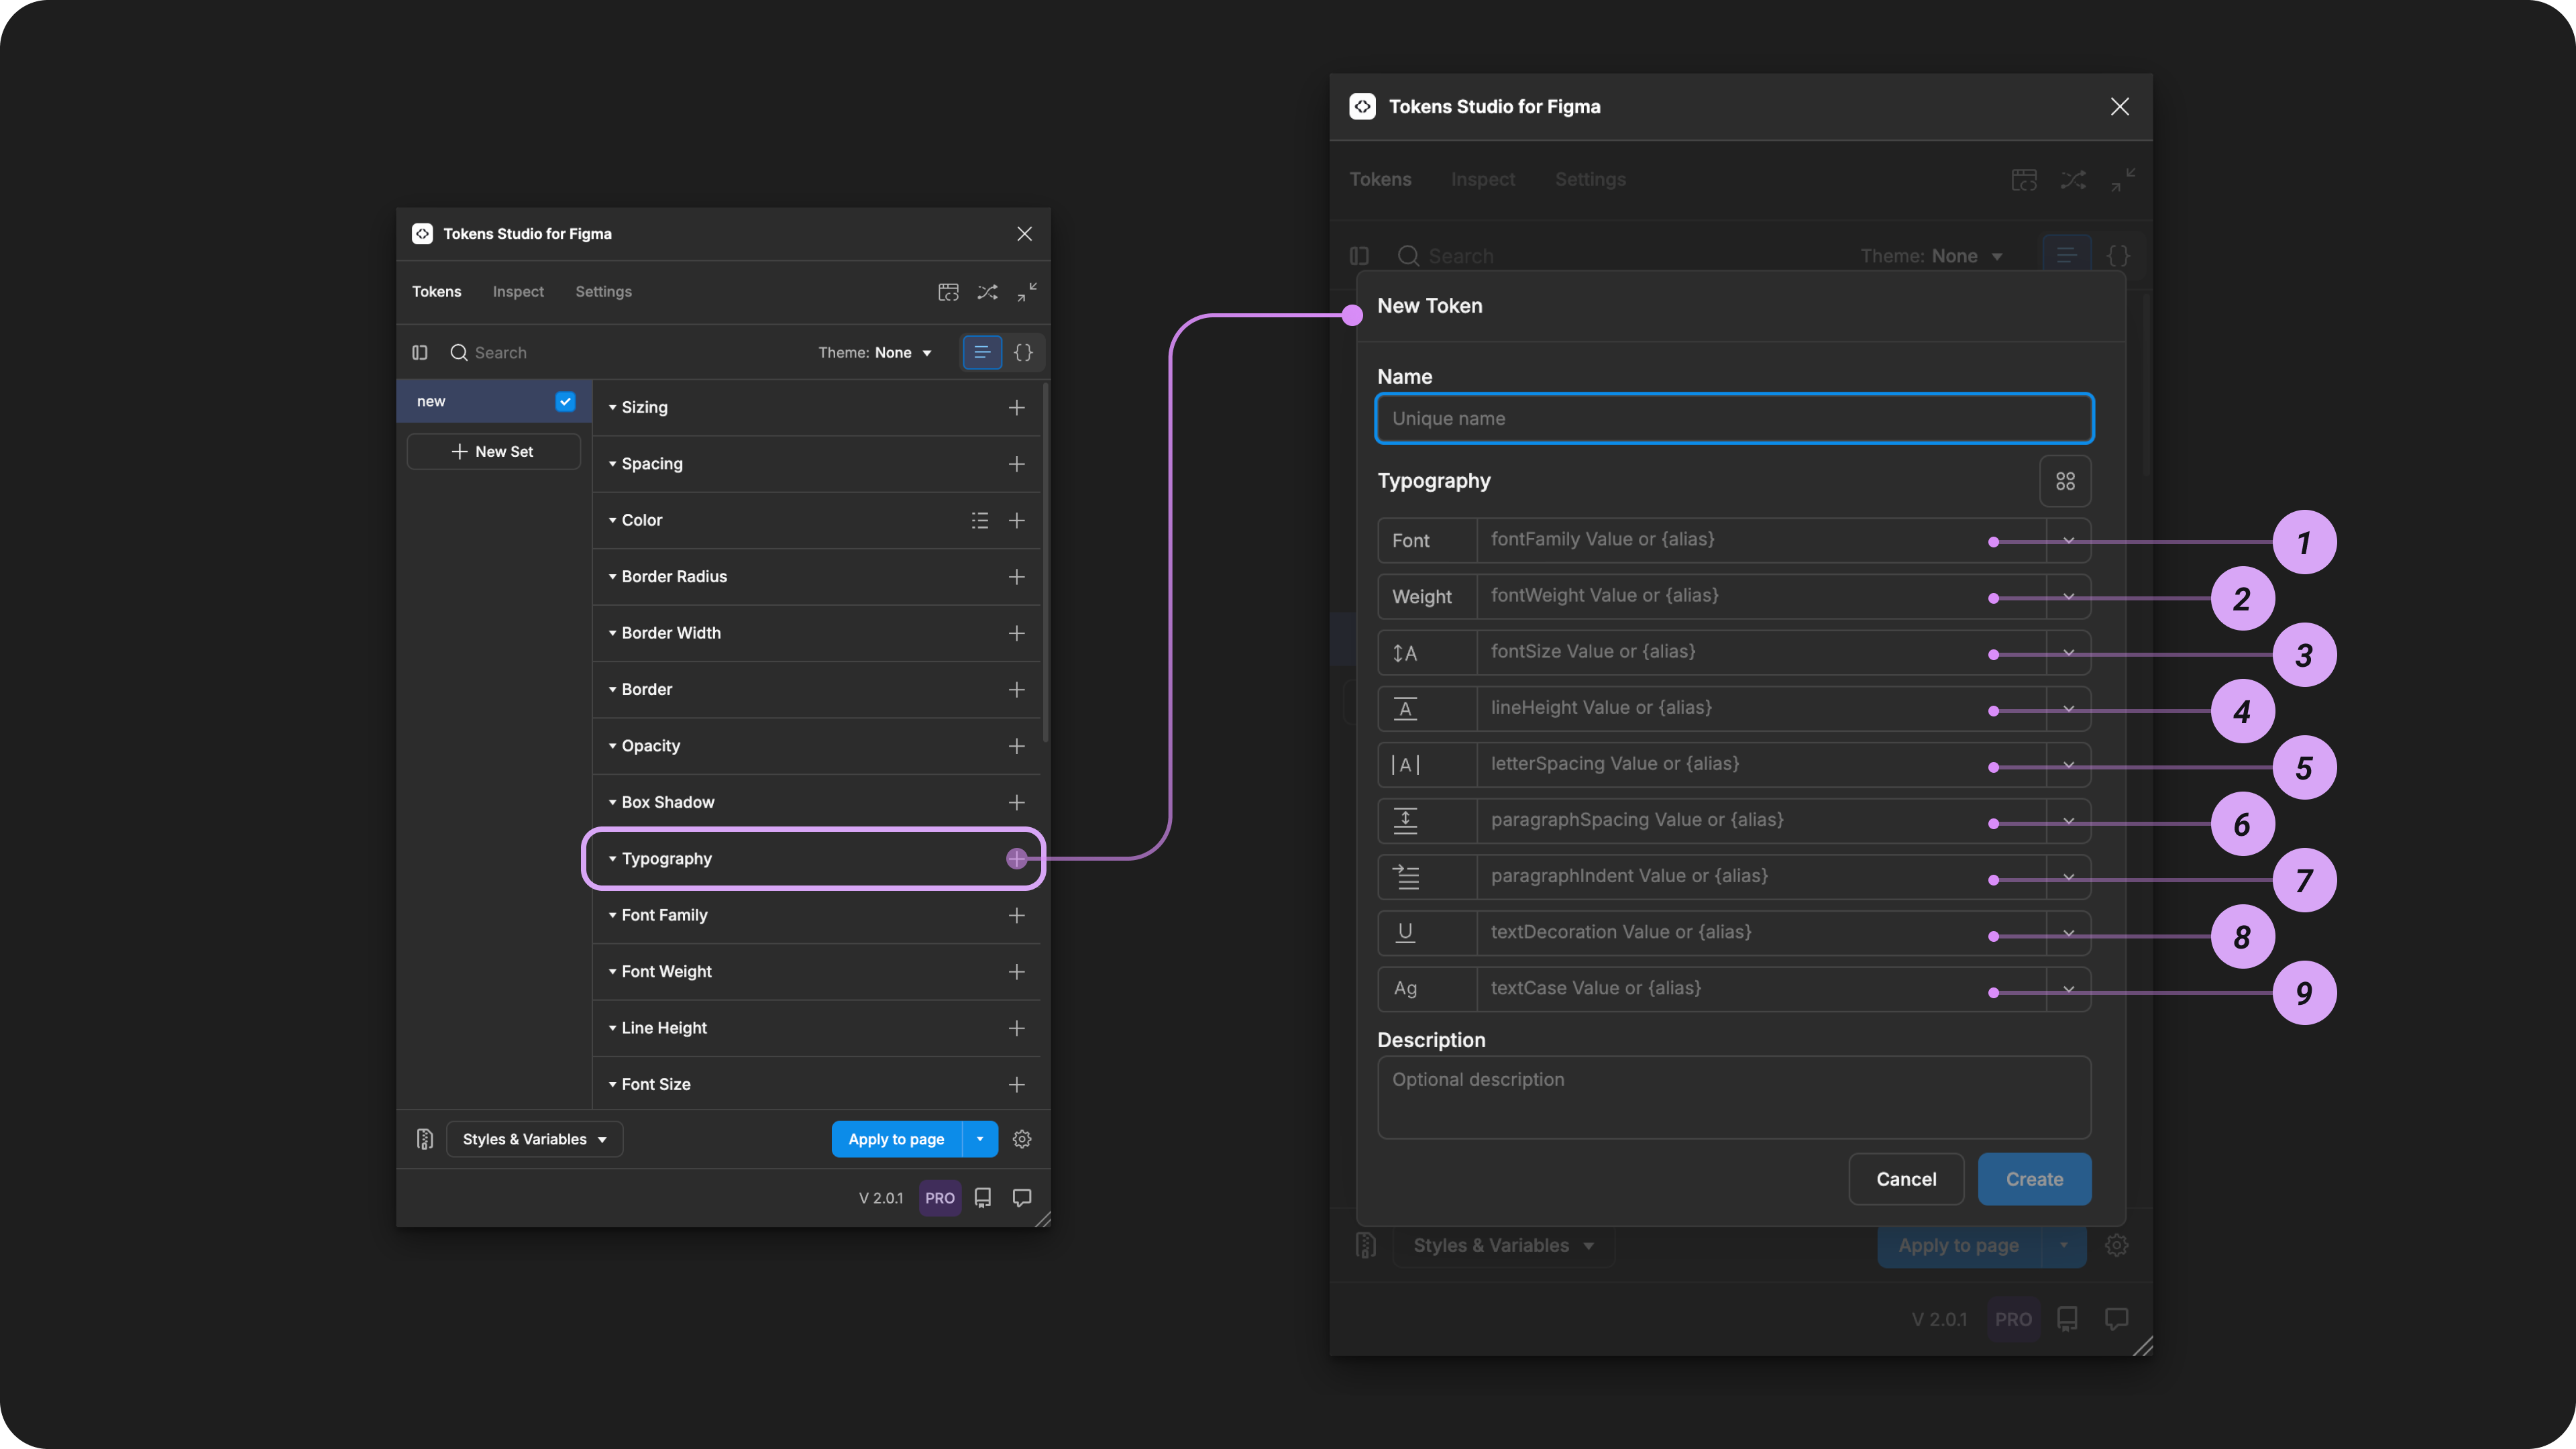 Tokens Studio for Figma
Tokens Inspect Settings
Search Theme: None
new
New Set
Sizing
Spacing
Color
Border Radius
Border Width
Border
Opacity
Box Shadow
Typography
Font Family
Font Weight
Line Height
Font Size
Styles & Variables Apply to page
V 2.0.1 PRO
Tokens Studio for Figma
Tokens Inspect Settings
Search Theme: None {}
New Token
Name
Unique name
Typography
Font fontFamily Value or {alias} 1
Weight fontWeight Value or {alias} 2
A fontSize Value or {alias} 3
A lineHeight Value or {alias} 4
|A| letterSpacing Value or {alias} 5
paragraphSpacing Value or {alias} 6
paragraphIndent Value or {alias} 7
U textDecoration Value or {alias} 8
Ag textCase Value or {alias} 9
Description
Optional description
Cancel Create
Styles & Variables Apply to page
V 2.0.1 PRO